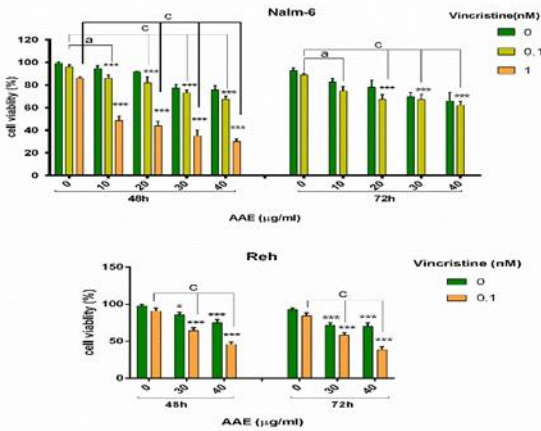 Nalm-6
Vincristine(nM)
0
0,1
1
cell viability (%)
120
100
80
60
40
20
0
c
c
a
***
***
***
***
***
***
***
***
c
a
***
***
***
0
10
20
30
40
0
10
20
30
40
48h
72h
AAE (µg/ml)
Reh
Vincristine (nM)
0
0,1
cell viablity (%)
100
50
0
c
*
***
***
***
c
***
***
***
***
0
30
40
0
30
40
48h
72h
AAE (µg/ml)